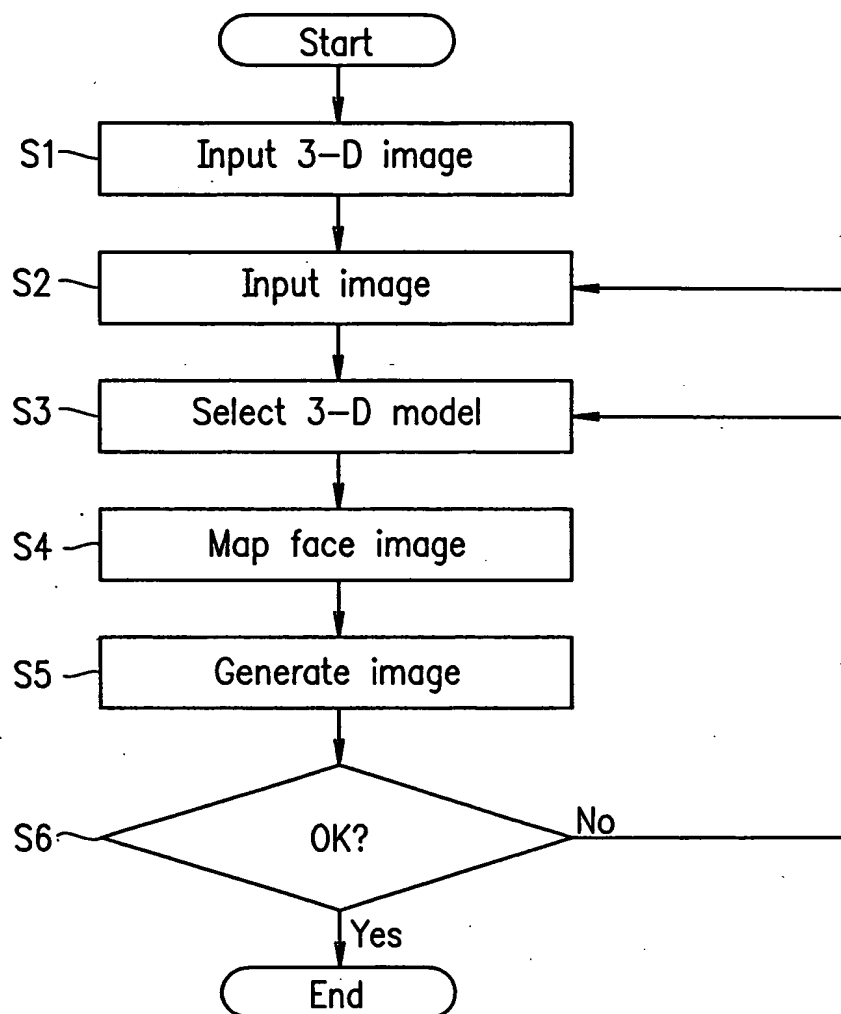 Start
S1
Input 3-D image
S2
Input image
S3
Select 3-D model
S4
Map face image
S5
Generate image
S6
OK?
No
Yes
End